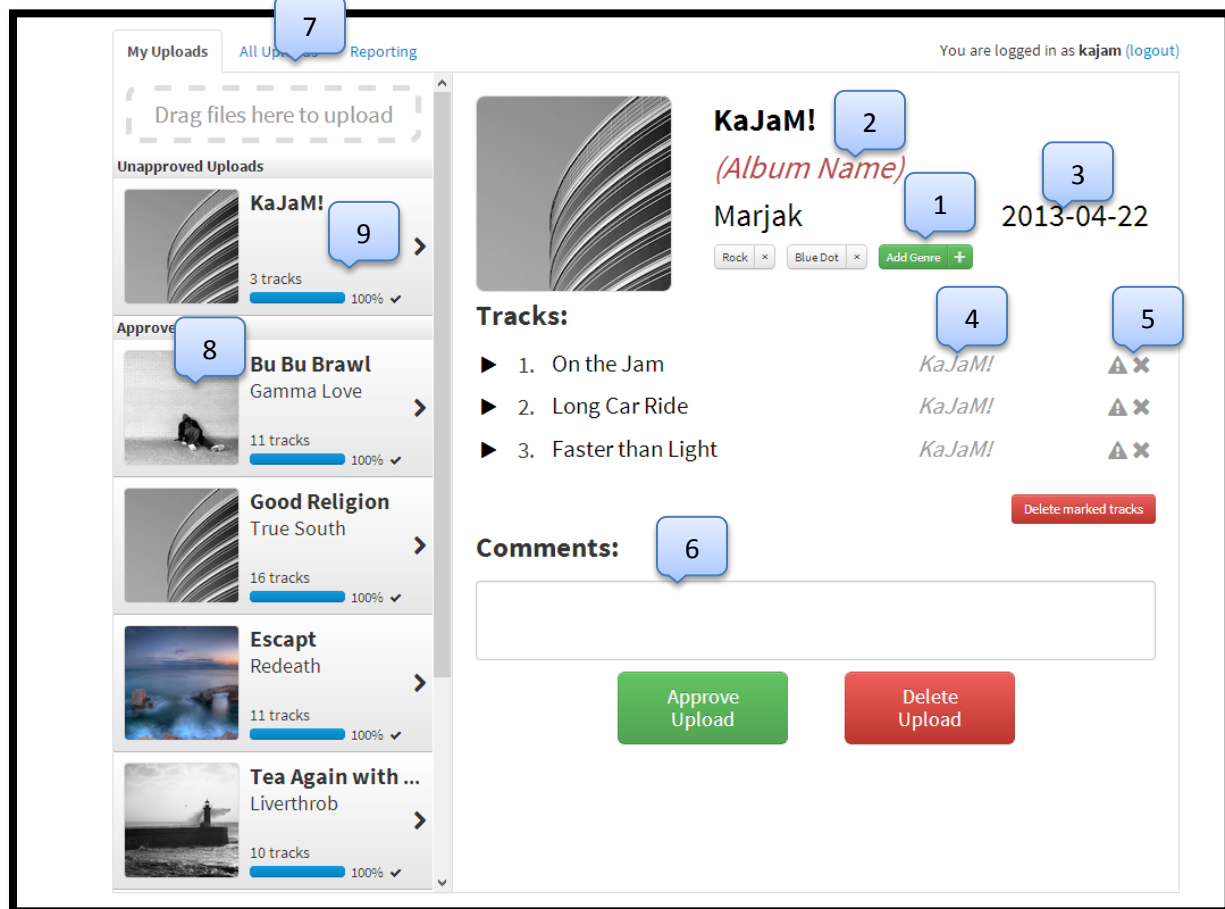 7
My Uploads All Uploads Reporting You are logged in as kajam (logout)
Drag files here to upload
Unapproved Uploads
KaJaM!
9
3 tracks
100%
Approve
8
Bu Bu Brawl
Gamma Love
11 tracks
100%
Good Religion
True South
16 tracks
100%
Escapt
Redeath
11 tracks
100%
Tea Again with ...
Liverthrob
10 tracks
100%
KaJaM!
2
(Album Name)
1
3
Marjak 2013-04-22
Rock × Blue Dot × Add Genre +
Tracks:
4
5
1. On the Jam KaJaM!
2. Long Car Ride KaJaM!
3. Faster than Light KaJaM!
Delete marked tracks
Comments:
6
Approve
Upload
Delete
Upload